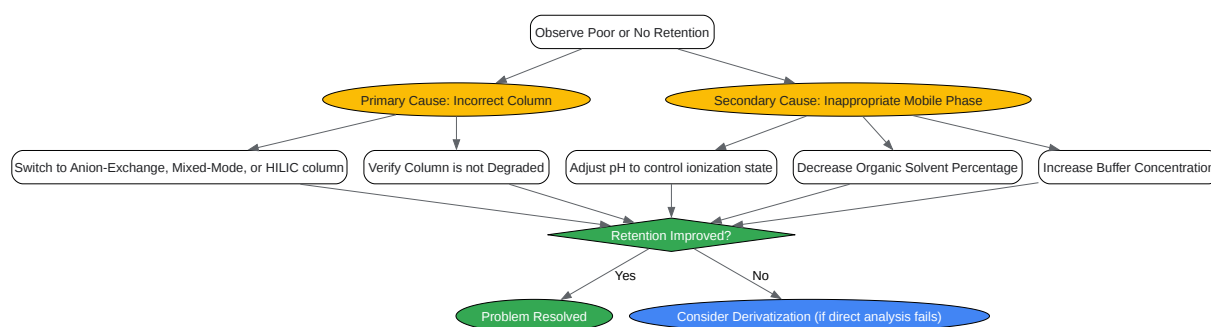 Observe Poor or No Retention
Primary Cause: Incorrect Column
Secondary Cause: Inappropriate Mobile Phase
Switch to Anion-Exchange, Mixed-Mode, or HILIC column
Verify Column is not Degraded
Adjust pH to control ionization state
Decrease Organic Solvent Percentage
Increase Buffer Concentration
Retention Improved?
Yes
No
Problem Resolved
Consider Derivatization (if direct analysis fails)